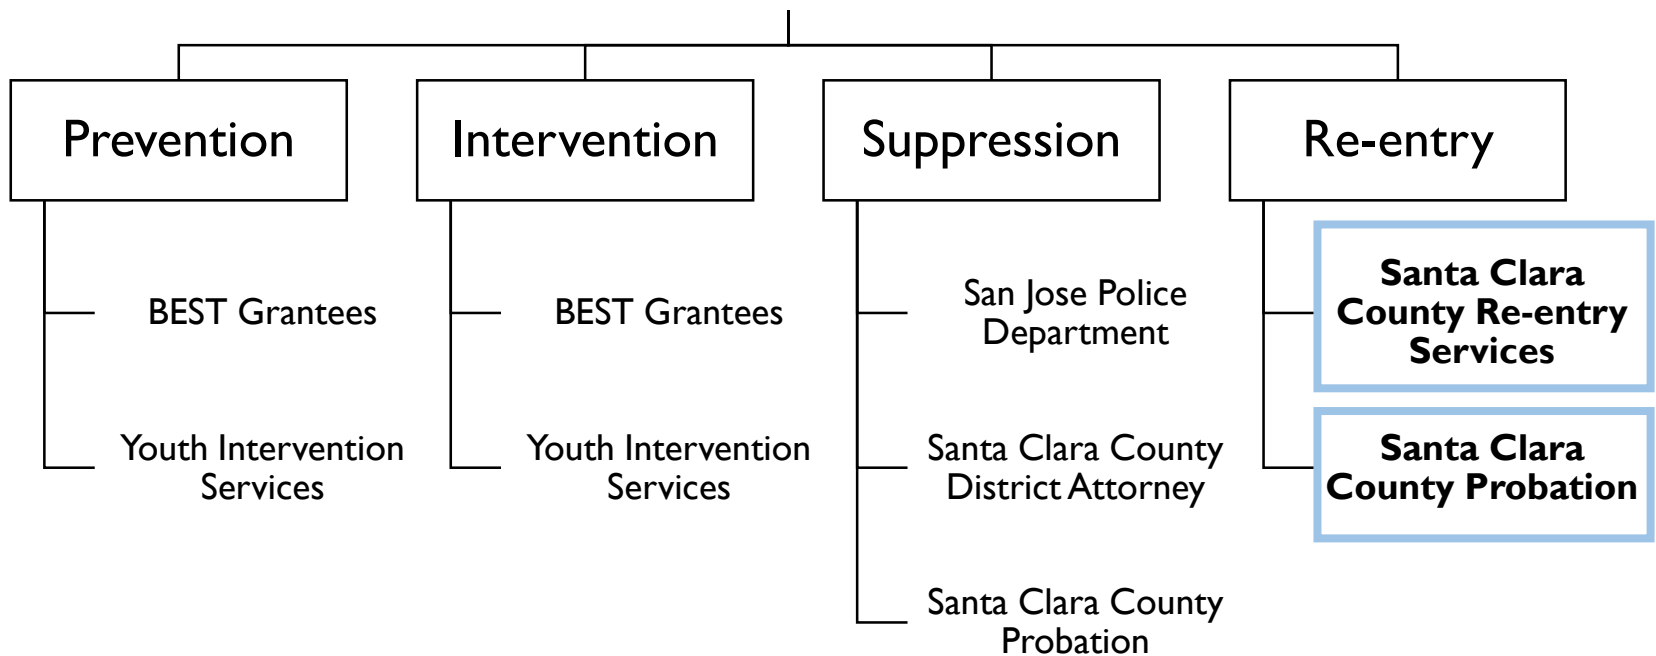 Prevention
Intervention
Suppression
Re-entry
BEST Grantees
Youth Intervention
Services
BEST Grantees
Youth Intervention
Services
San Jose Police
Department
Santa Clara County
District Attorney
Santa Clara County
Probation
Santa Clara
County Re-entry
Services
Santa Clara
County Probation